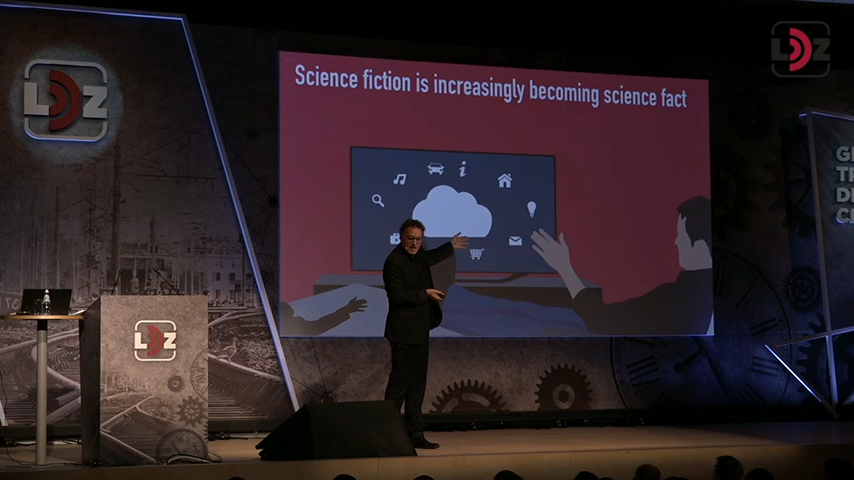 LDZ
LDZ
Science fiction is increasingly becoming science fact
i
LDZ